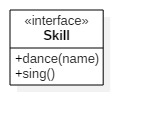 «interface»
Skill
+dance(name)
+sing()